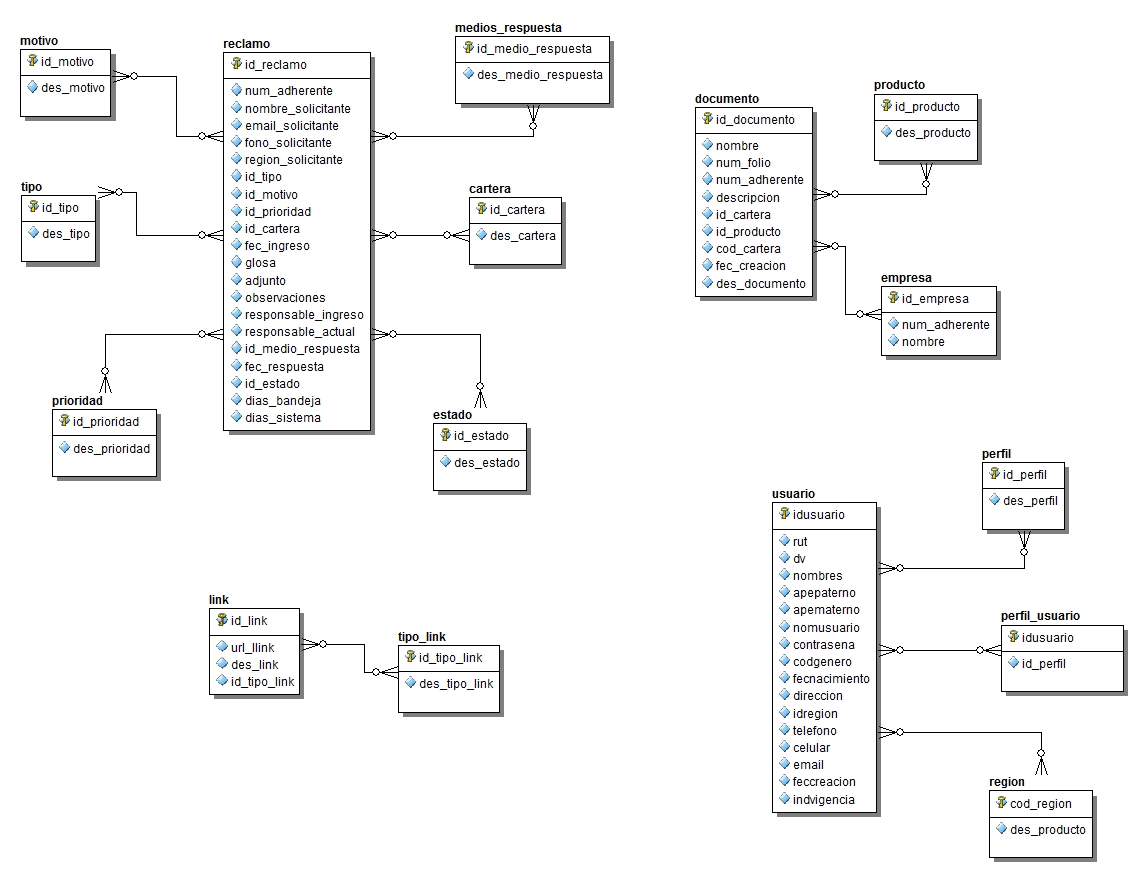 motivo
id_motivo
des_motivo
tipo
id_tipo
des_tipo
prioridad
id_prioridad
des_prioridad
reclamo
id_reclamo
num_adherente
nombre_solicitante
email_solicitante
fono_solicitante
region_solicitante
id_tipo
id_motivo
id_prioridad
id_cartera
fec_ingreso
glosa
adjunto
observaciones
responsable_ingreso
responsable_actual
id_medio_respuesta
fec_respuesta
id_estado
dias_bandeja
dias_sistema
medios_respuesta
id_medio_respuesta
des_medio_respuesta
cartera
id_cartera
des_cartera
estado
id_estado
des_estado
documento
id_documento
nombre
num_folio
num_adherente
descripcion
id_cartera
id_producto
cod_cartera
fec_creacion
des_documento
producto
id_producto
des_producto
empresa
id_empresa
num_adherente
nombre
link
id_link
url_llink
des_link
id_tipo_link
tipo_link
id_tipo_link
des_tipo_link
usuario
idusuario
rut
dv
nombres
apepaterno
apematerno
nomusuario
contrasena
codgenero
fecnacimiento
direccion
idregion
telefono
celular
email
feccreacion
indvigencia
perfil
id_perfil
des_perfil
perfil_usuario
idusuario
id_perfil
region
cod_region
des_producto